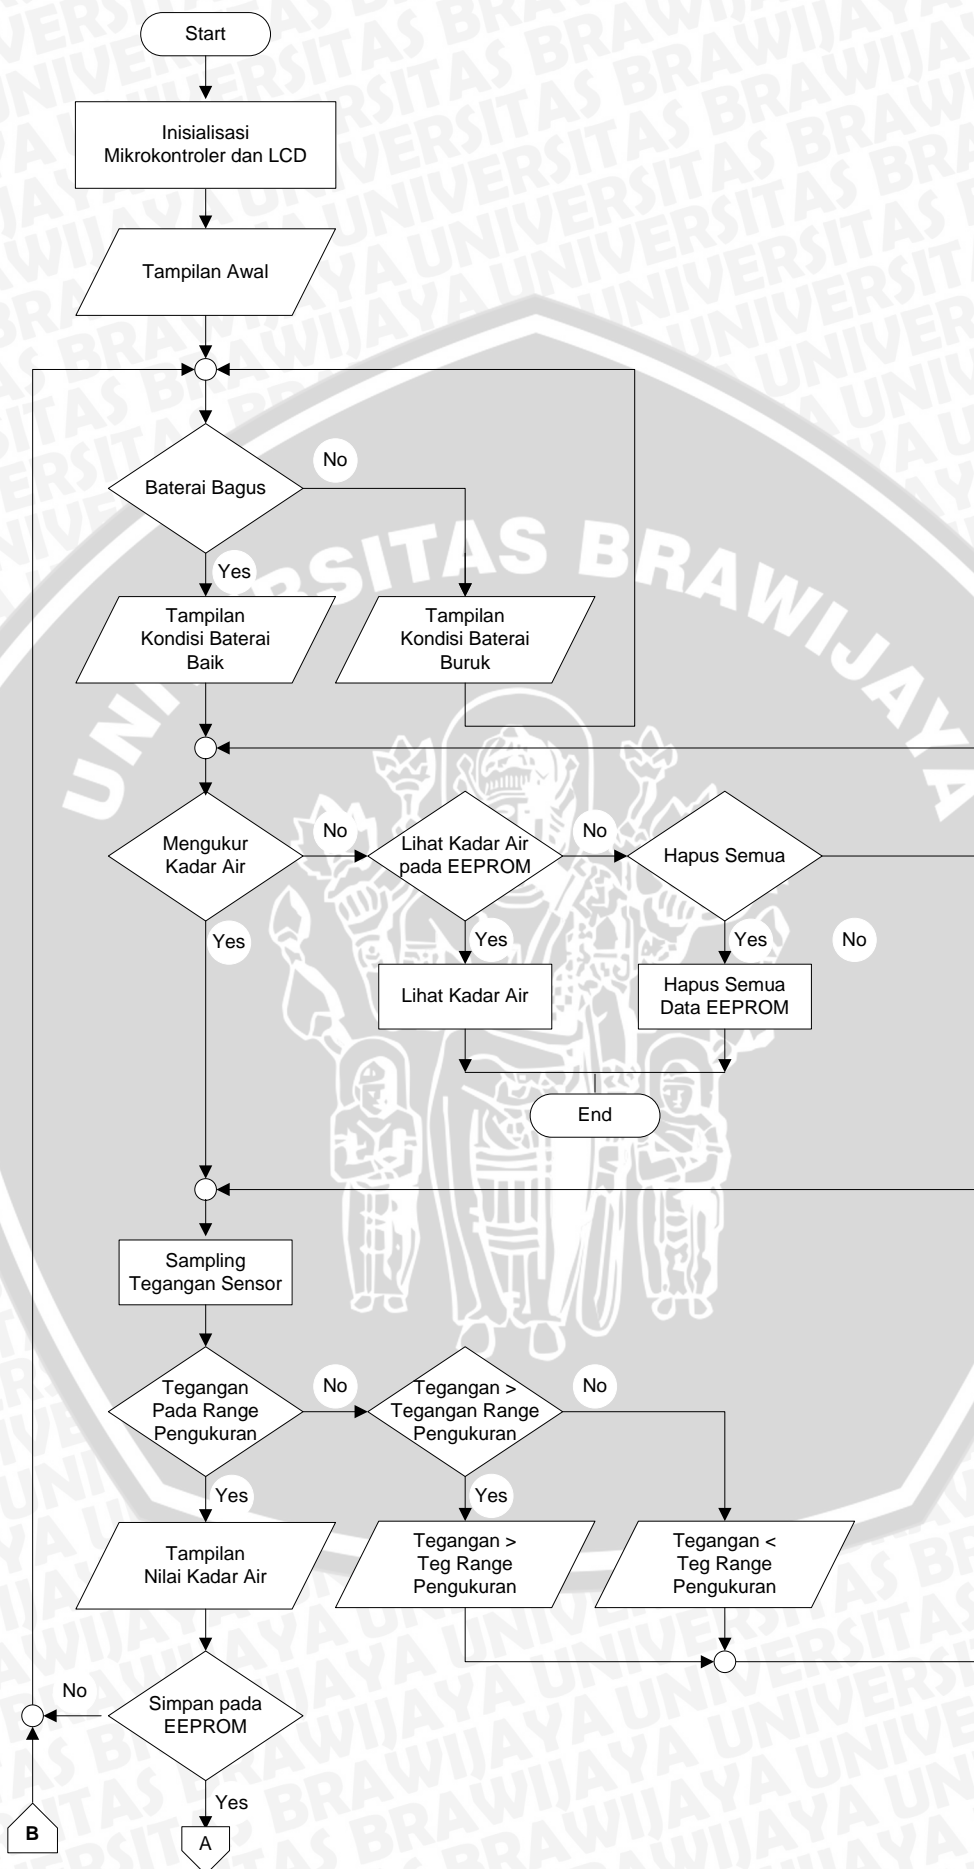 Start
Inisialisasi
Mikrokontroler dan LCD
Tampilan Awal
Baterai Bagus
No
Yes
Tampilan
Kondisi Baterai
Baik
Tampilan
Kondisi Baterai
Buruk
Mengukur
Kadar Air
No
Lihat Kadar Air
pada EEPROM
No
Hapus Semua
Yes
Yes
Yes
No
Lihat Kadar Air
Hapus Semua
Data EEPROM
End
Sampling
Tegangan Sensor
Tegangan
Pada Range
Pengukuran
No
Tegangan >
Tegangan Range
Pengukuran
No
Yes
Yes
Tampilan
Nilai Kadar Air
Tegangan >
Teg Range
Pengukuran
Tegangan <
Teg Range
Pengukuran
No
Simpan pada
EEPROM
Yes
B
A
UNIVERSITAS BRAWIJAYA